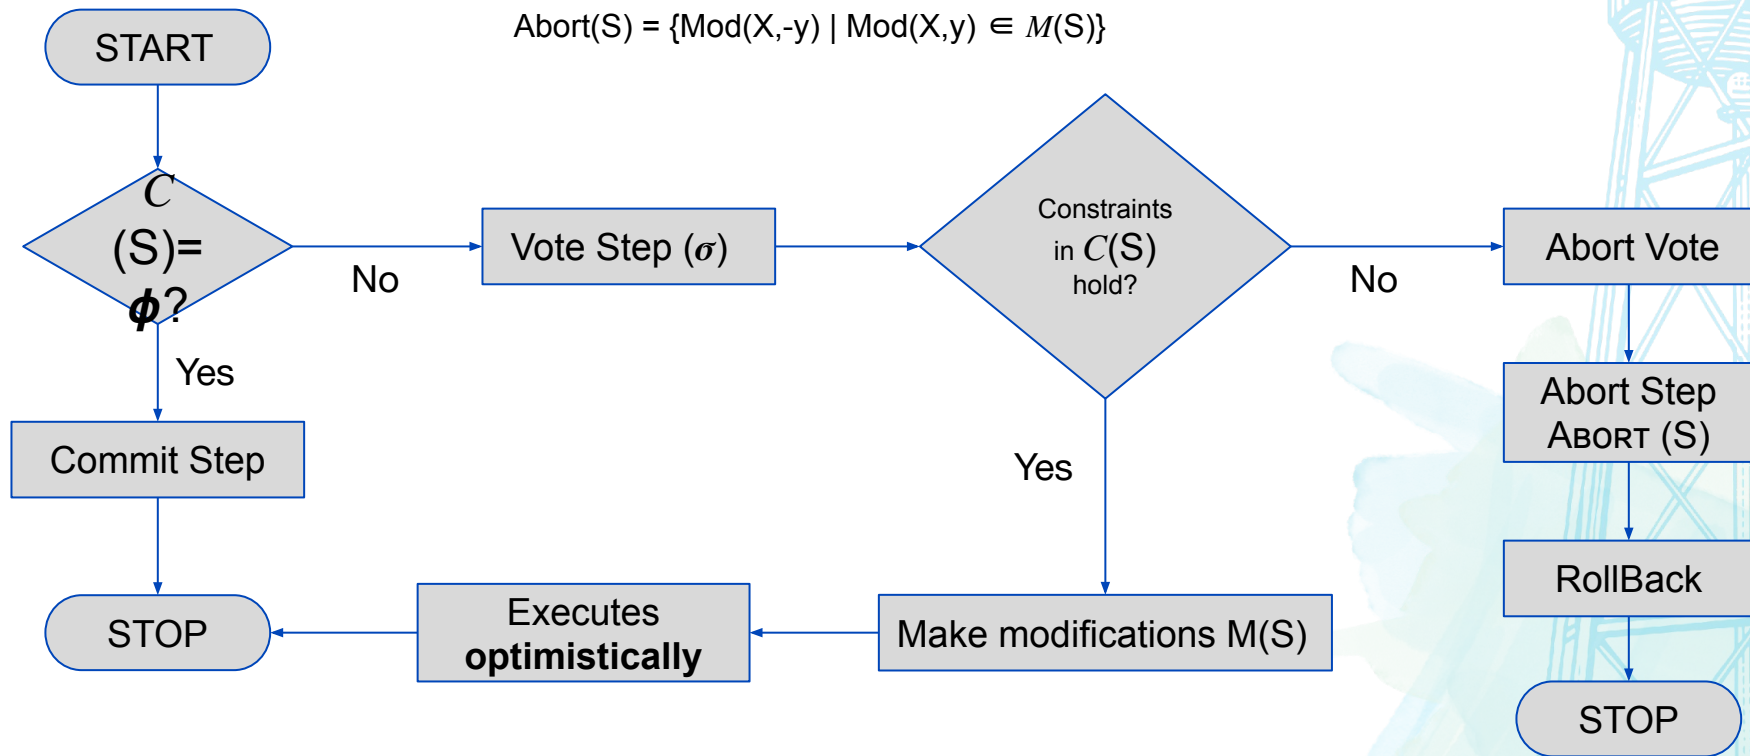 Abort(S) = {Mod(X,-y) | Mod(X,y) ∈ M(S)}
START
C
(S)=
ϕ?
No
Yes
Vote Step (σ)
Constraints
in C(S)
hold?
No
Yes
Abort Vote
Abort Step
ABORT (S)
RollBack
STOP
Commit Step
STOP
Executes
optimistically
Make modifications M(S)